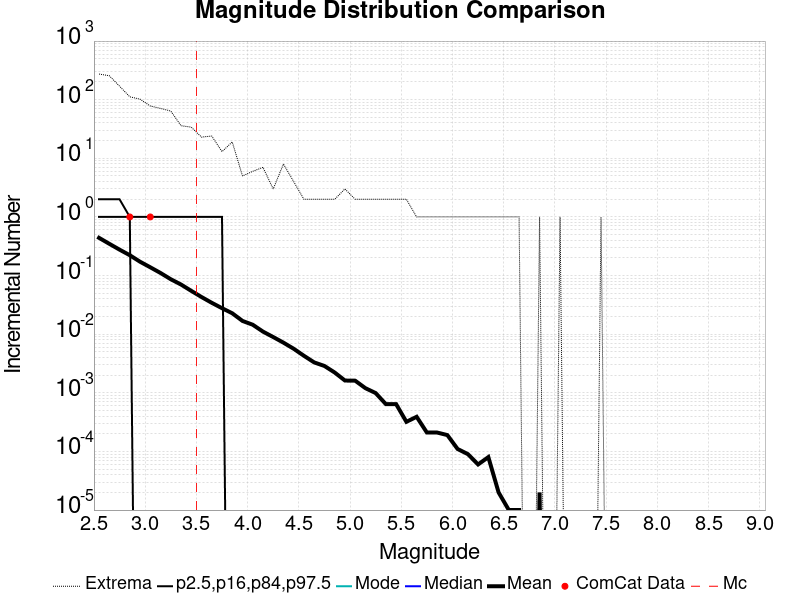 Magnitude Distribution Comparison
10^3
10^2
10^1
10^0
10^-1
10^-2
10^-3
10^-4
10^-5
Incremental Number
2.5 3.0 3.5 4.0 4.5 5.0 5.5 6.0 6.5 7.0 7.5 8.0 8.5 9.0
Magnitude
Extrema p2.5,p16,p84,p97.5 Mode Median Mean ComCat Data Mc